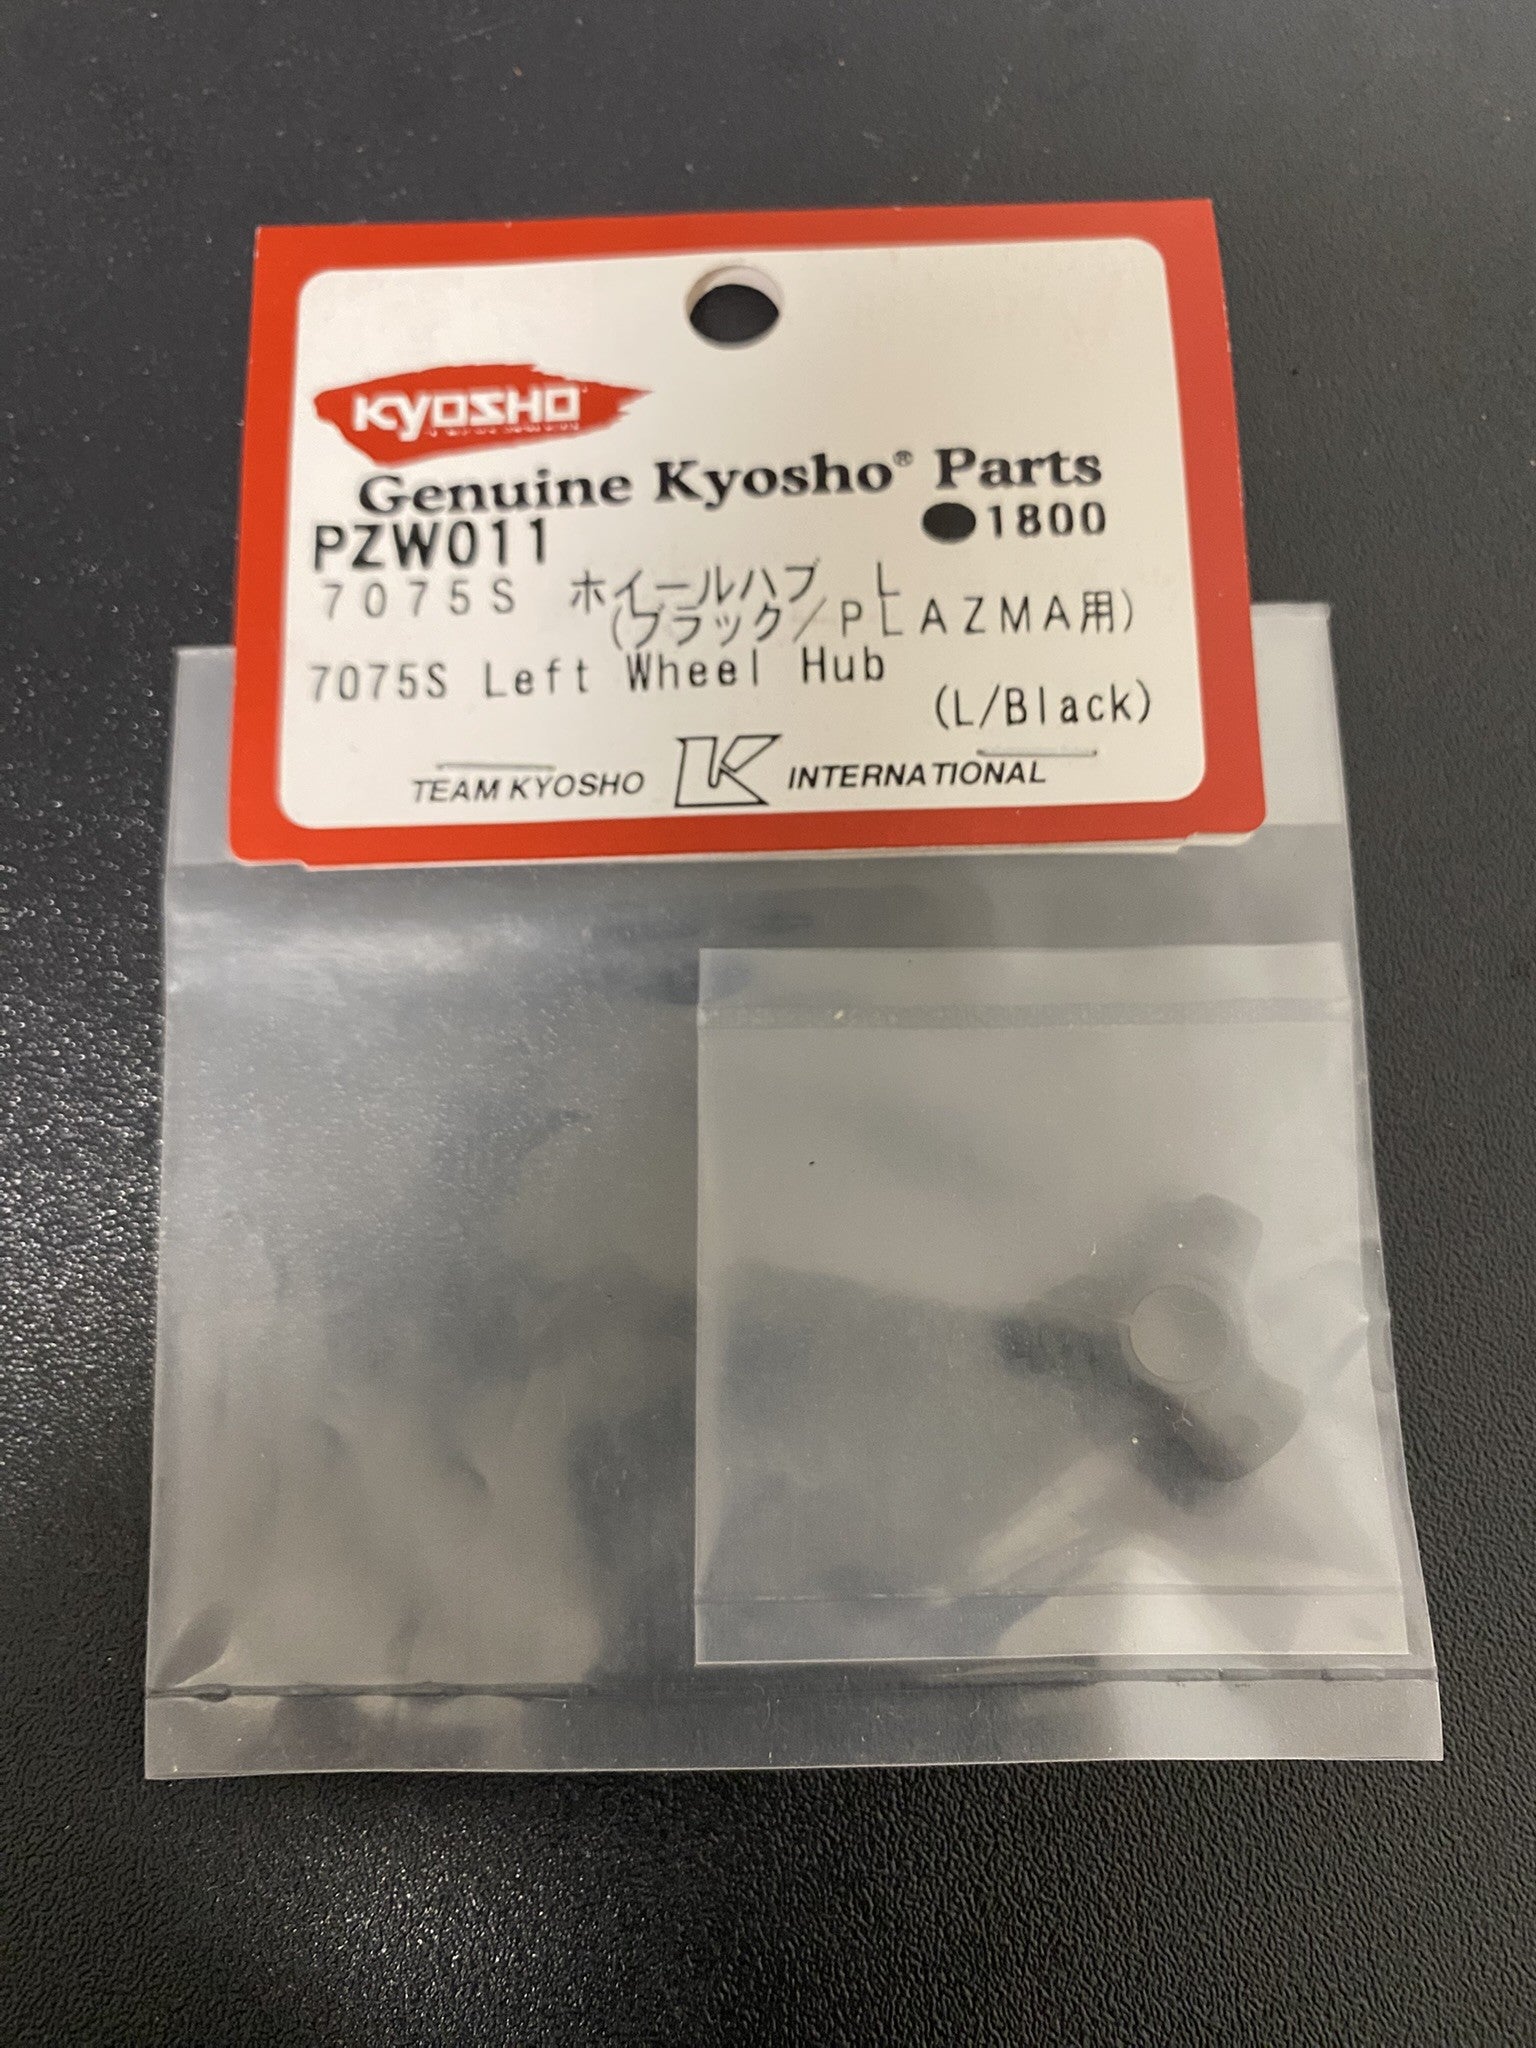 KYOSHO
Genuine Kyosho® Parts
PZW011 ●1800
7075S ホイールハブ L
(ブラック/PLAZMA用)
7075S Left Wheel Hub
(L/Black)
TEAM KYOSHO K INTERNATIONAL